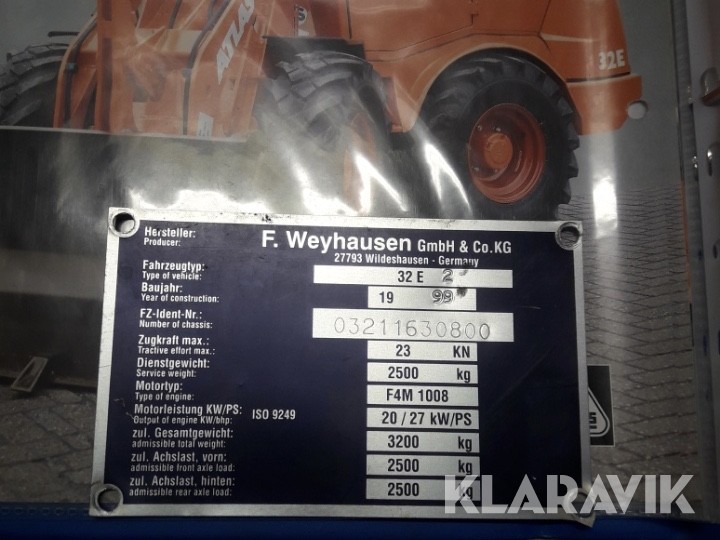 ATLAS
32E
Hersteller: F. Weyhausen GmbH & Co.KG
Producer: 27793 Wildeshausen - Germany
Fahrzeugtyp: 32 E 2
Type of vehicle:
Baujahr: 19 99
Year of construction:
FZ-Ident-Nr.: 03211630800
Number of chassis:
Zugkraft max.: 23 KN
Tractive effort max.:
Dienstgewicht: 2500 kg
Service weight:
Motortyp: F4M 1008
Type of engine:
Motorleistung KW/PS: ISO 9249 20 / 27 kW/PS
Output of engine KW/bhp:
zul. Gesamtgewicht: 3200 kg
admissible total weight:
zul. Achslast, vorn: 2500 kg
admissible front axle load:
zul. Achslast, hinten: 2500 kg
admissible rear axle load:
KLARAVIK